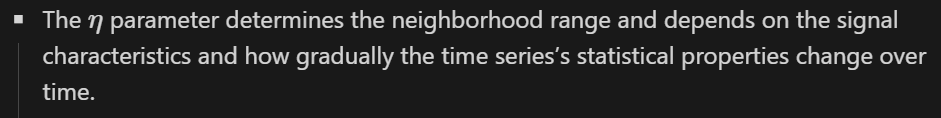 ▪ The η parameter determines the neighborhood range and depends on the signal
characteristics and how gradually the time series’s statistical properties change over
time.